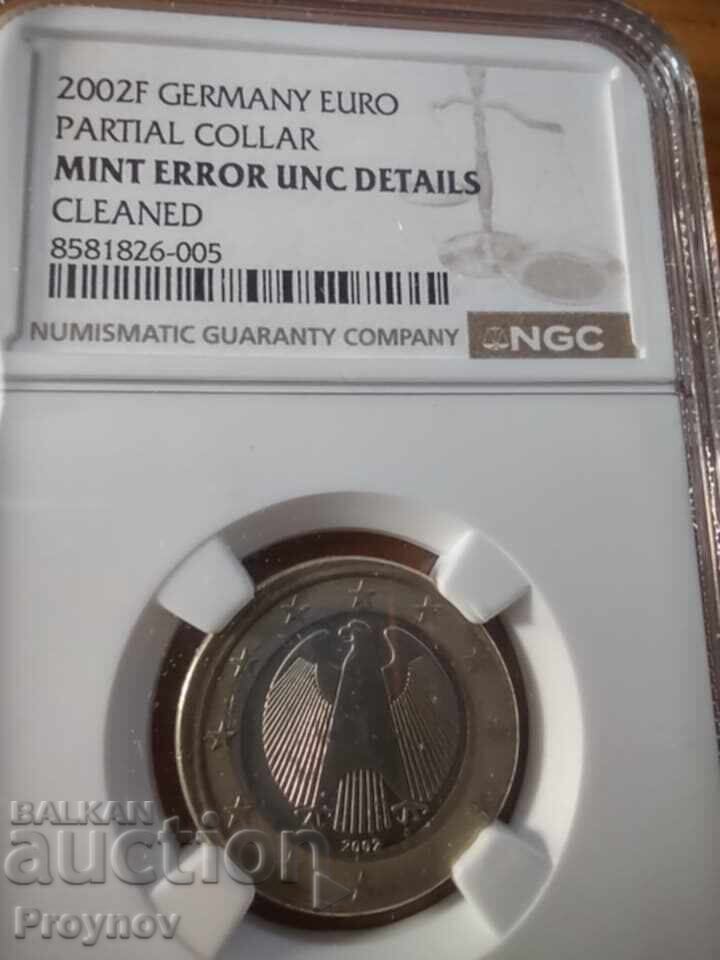 2002F GERMANY EURO
PARTIAL COLLAR
MINT ERROR UNC DETAILS
CLEANED
8581826-005
NUMISMATIC GUARANTY COMPANY NGC
2002
BALKAN
auction
Proynov